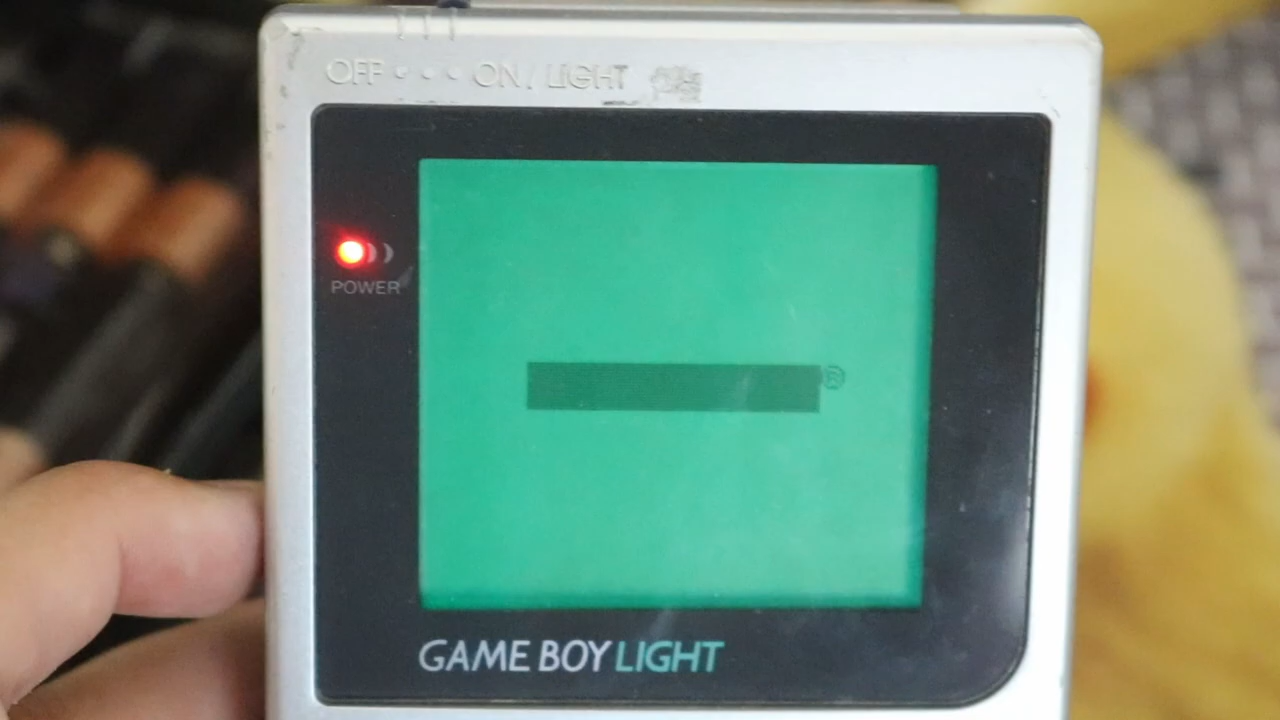 OFF • • • ON / LIGHT
POWER
®
GAME BOY LIGHT